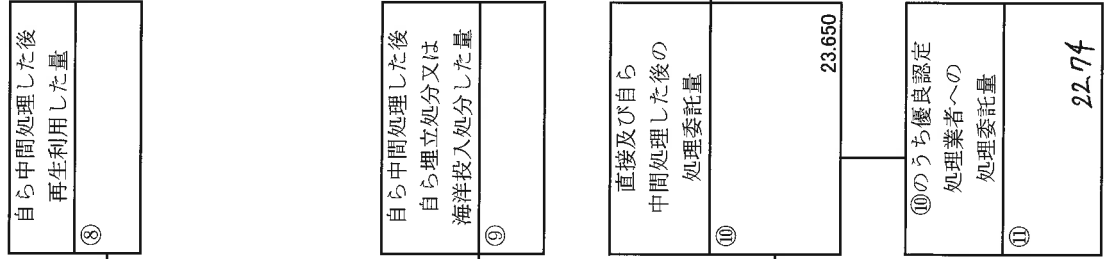 自ら中間処理した後
再生利用した量
⑧
自ら中間処理した後
自ら埋立処分又は
海洋投入処分した量
⑨
直接及び自ら
中間処理した後の
処理委託量
⑩
23.650
⑩のうち優良認定
処理業者への
処理委託量
⑪
22.74